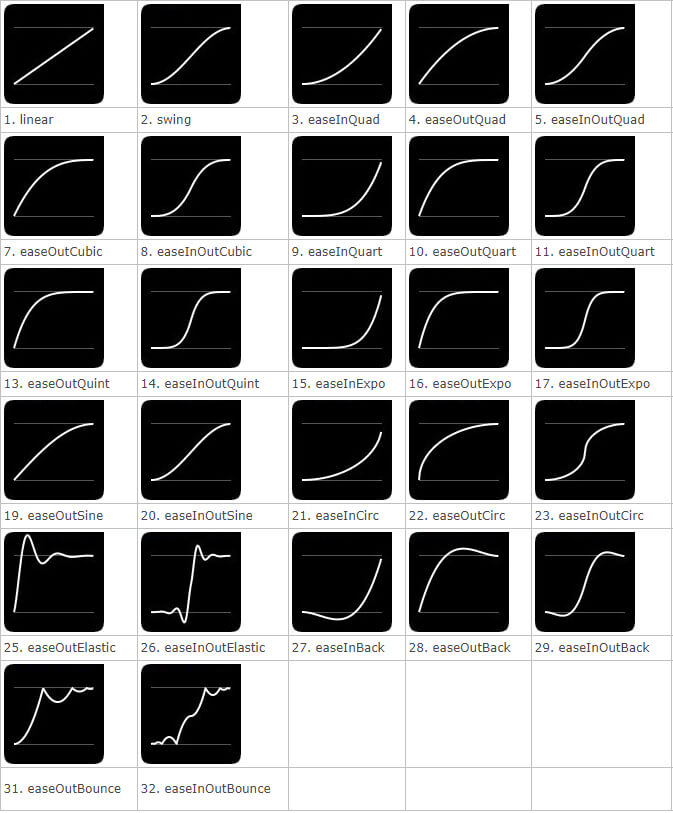 1. linear
2. swing
3. easeInQuad
4. easeOutQuad
5. easeInOutQuad
7. easeOutCubic
8. easeInOutCubic
9. easeInQuart
10. easeOutQuart
11. easeInOutQuart
13. easeOutQuint
14. easeInOutQuint
15. easeInExpo
16. easeOutExpo
17. easeInOutExpo
19. easeOutSine
20. easeInOutSine
21. easeInCirc
22. easeOutCirc
23. easeInOutCirc
25. easeOutElastic
26. easeInOutElastic
27. easeInBack
28. easeOutBack
29. easeInOutBack
31. easeOutBounce
32. easeInOutBounce